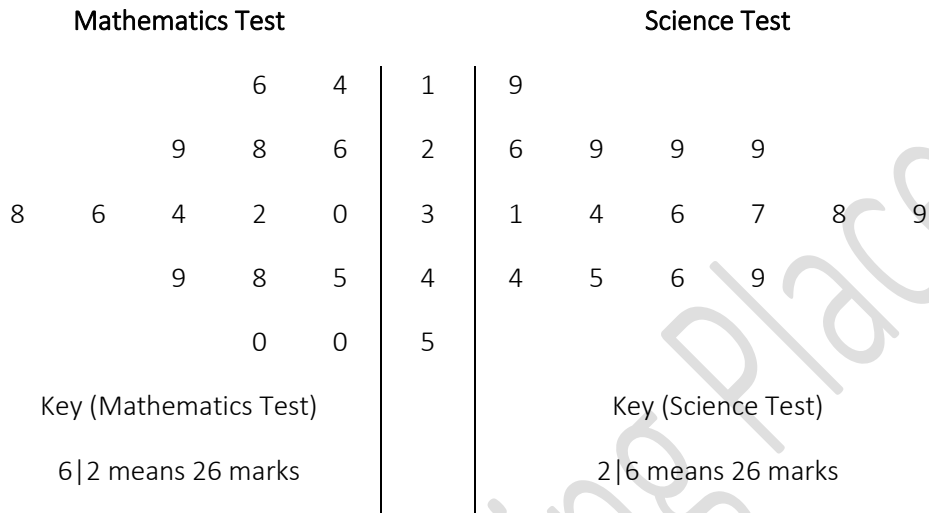 Mathematics Test Science Test
6 4 1 9
9 8 6 2 6 9 9 9
8 6 4 2 0 3 1 4 6 7 8 9
9 8 5 4 4 5 6 9
0 0 5
Key (Mathematics Test) Key (Science Test)
6|2 means 26 marks 2|6 means 26 marks